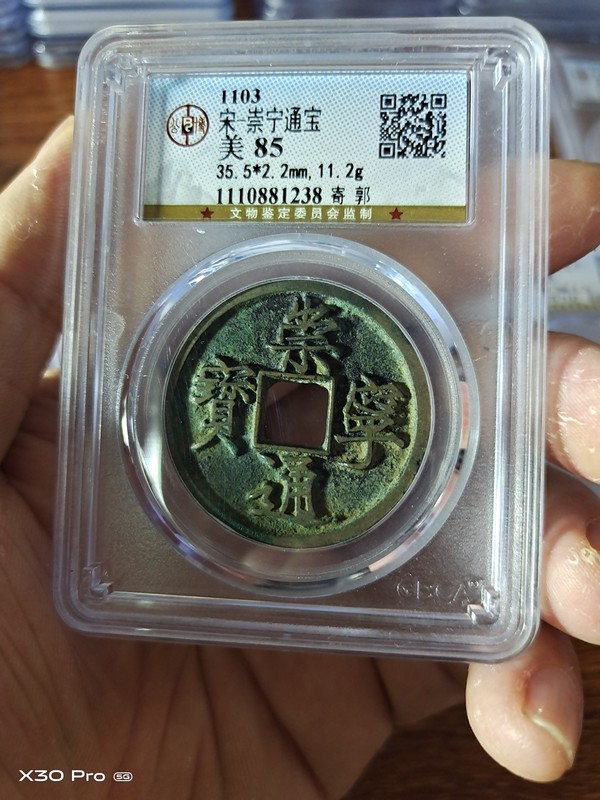 1103
宋-崇宁通宝
美 85
35.5*2.2mm, 11.2g
1110881238 寄 郭
★ 文物鉴定委员会监制 ★
崇
寶 寧
通
GBCA
X30 Pro 5G